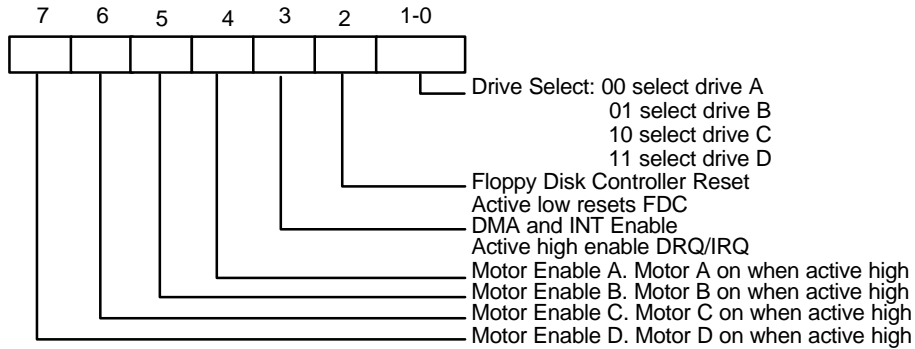 7 6 5 4 3 2 1-0
Drive Select: 00 select drive A
01 select drive B
10 select drive C
11 select drive D
Floppy Disk Controller Reset
Active low resets FDC
DMA and INT Enable
Active high enable DRQ/IRQ
Motor Enable A. Motor A on when active high
Motor Enable B. Motor B on when active high
Motor Enable C. Motor C on when active high
Motor Enable D. Motor D on when active high